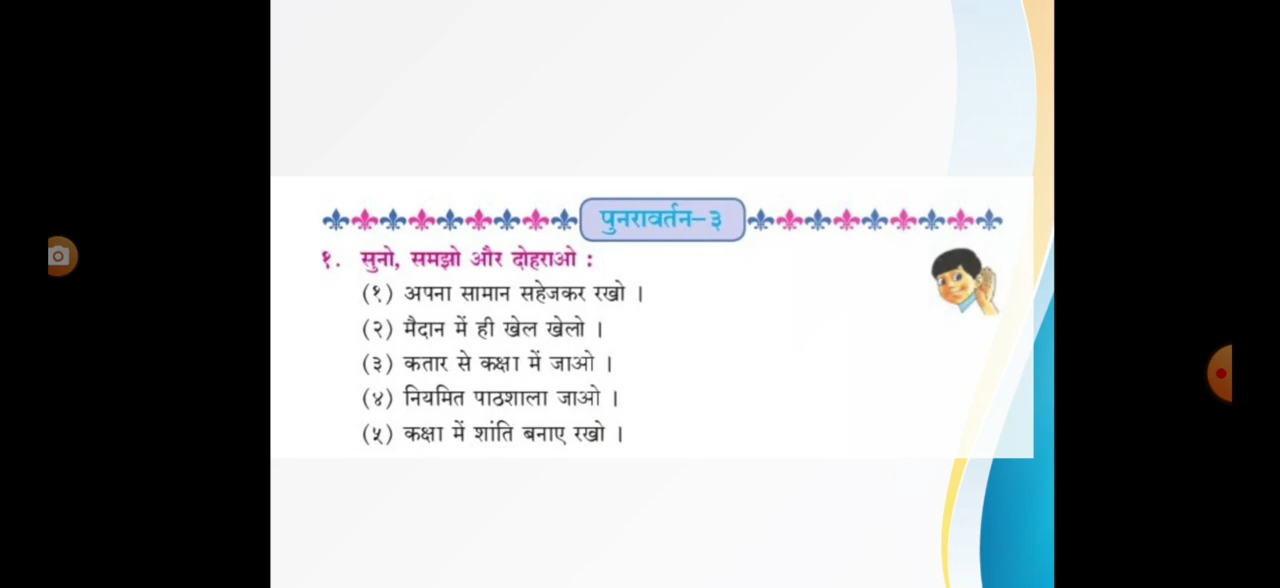 पुनरावर्तन-३
१. सुनो, समझो और दोहराओ :
(१) अपना सामान सहेजकर रखो ।
(२) मैदान में ही खेल खेलो ।
(३) कतार से कक्षा में जाओ ।
(४) नियमित पाठशाला जाओ ।
(५) कक्षा में शांति बनाए रखो ।